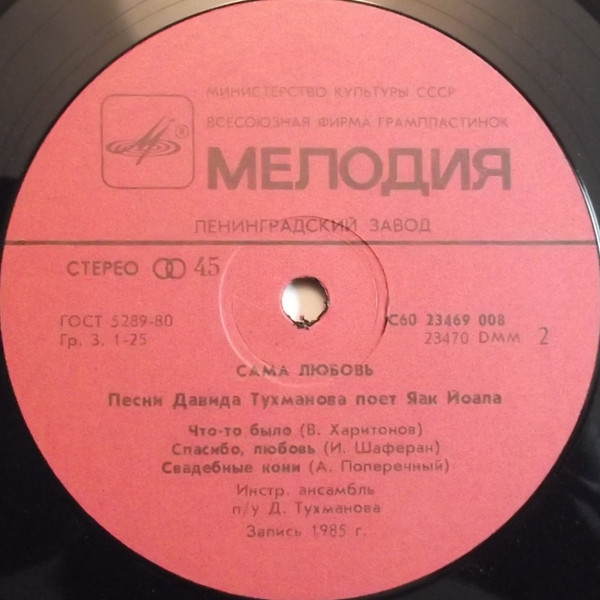 МИНИСТЕРСТВО КУЛЬТУРЫ СССР
ВСЕСОЮЗНАЯ ФИРМА ГРАМПЛАСТИНОК
®
МЕЛОДИЯ
ЛЕНИНГРАДСКИЙ ЗАВОД
СТЕРЕО 45
ГОСТ 5289-80
Гр. 3. 1-25
С60 23469 008
23470 DMM 2
САМА ЛЮБОВЬ
Песни Давида Тухманова поет Яак Йоала
Что-то было (В. Харитонов)
Спасибо, любовь (И. Шаферан)
Свадебные кони (А. Поперечный)
Инстр. ансамбль
п/у Д. Тухманова
Запись 1985 г.